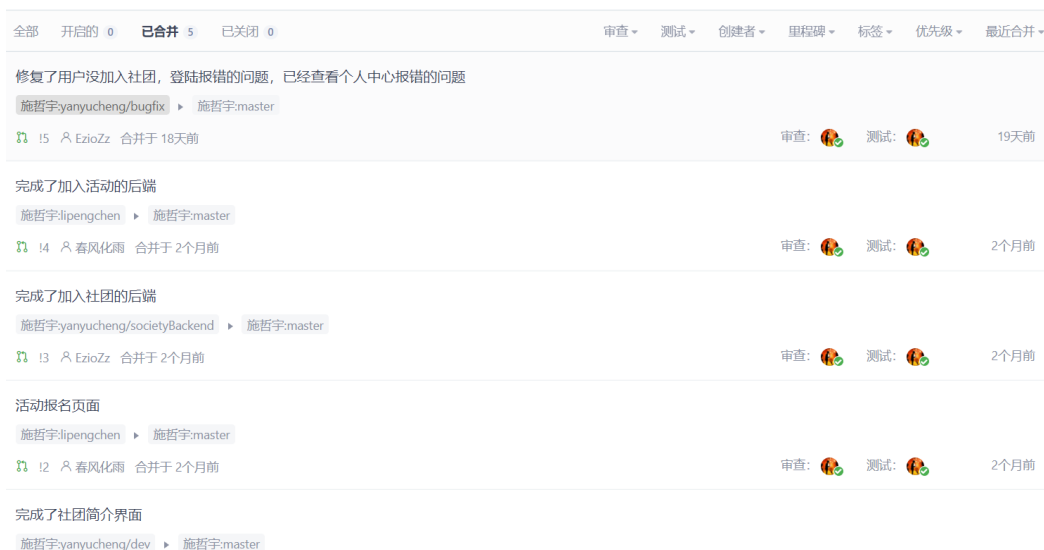 全部 开启的 0 已合并 5 已关闭 0 审查 测试 创建者 里程碑 标签 优先级 最近合并
修复了用户没加入社团，登陆报错的问题，已经查看个人中心报错的问题
施哲宇:yanyucheng/bugfix 施哲宇:master
!5 EzioZz 合并于 18天前 审查： 测试： 19天前
完成了加入活动的后端
施哲宇:lipengchen 施哲宇:master
!4 春风化雨 合并于 2个月前 审查： 测试： 2个月前
完成了加入社团的后端
施哲宇:yanyucheng/societyBackend 施哲宇:master
!3 EzioZz 合并于 2个月前 审查： 测试： 2个月前
活动报名页面
施哲宇:lipengchen 施哲宇:master
!2 春风化雨 合并于 2个月前 审查： 测试： 2个月前
完成了社团简介界面
施哲宇:yanyucheng/dev 施哲宇:master